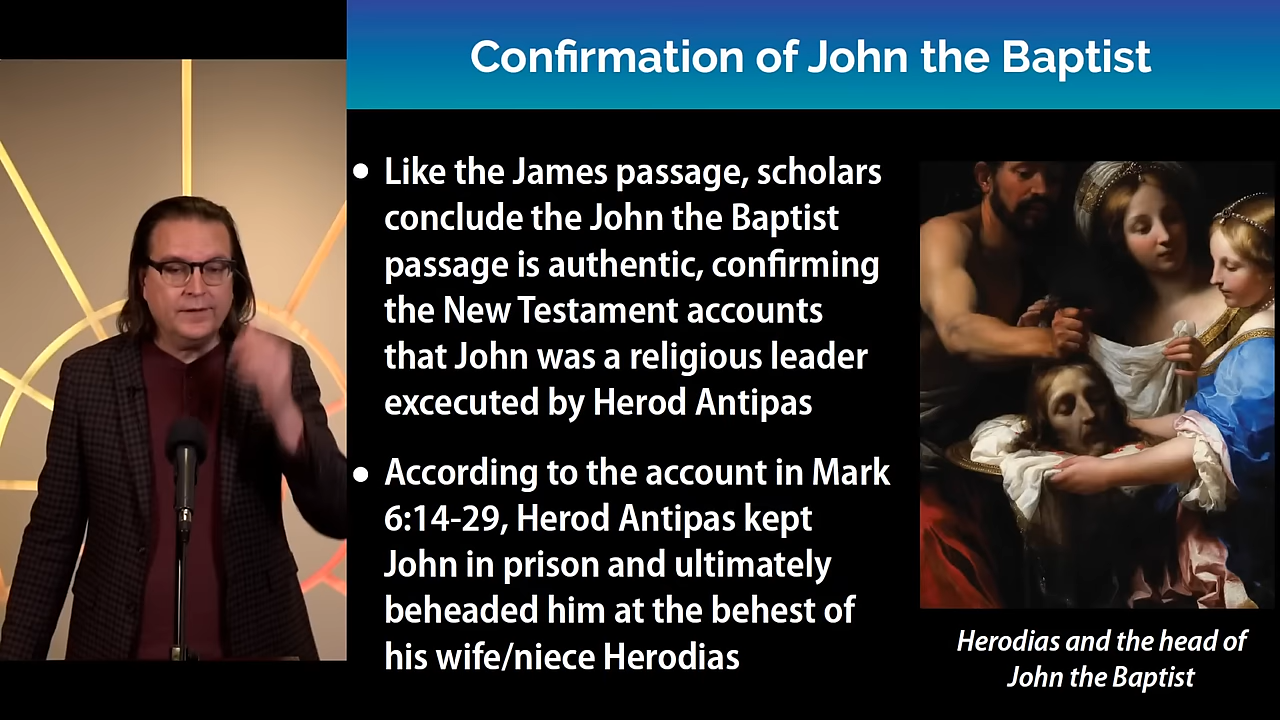 Confirmation of John the Baptist
• Like the James passage, scholars
conclude the John the Baptist
passage is authentic, confirming
the New Testament accounts
that John was a religious leader
excecuted by Herod Antipas
• According to the account in Mark
6:14-29, Herod Antipas kept
John in prison and ultimately
beheaded him at the behest of
his wife/niece Herodias
Herodias and the head of
John the Baptist